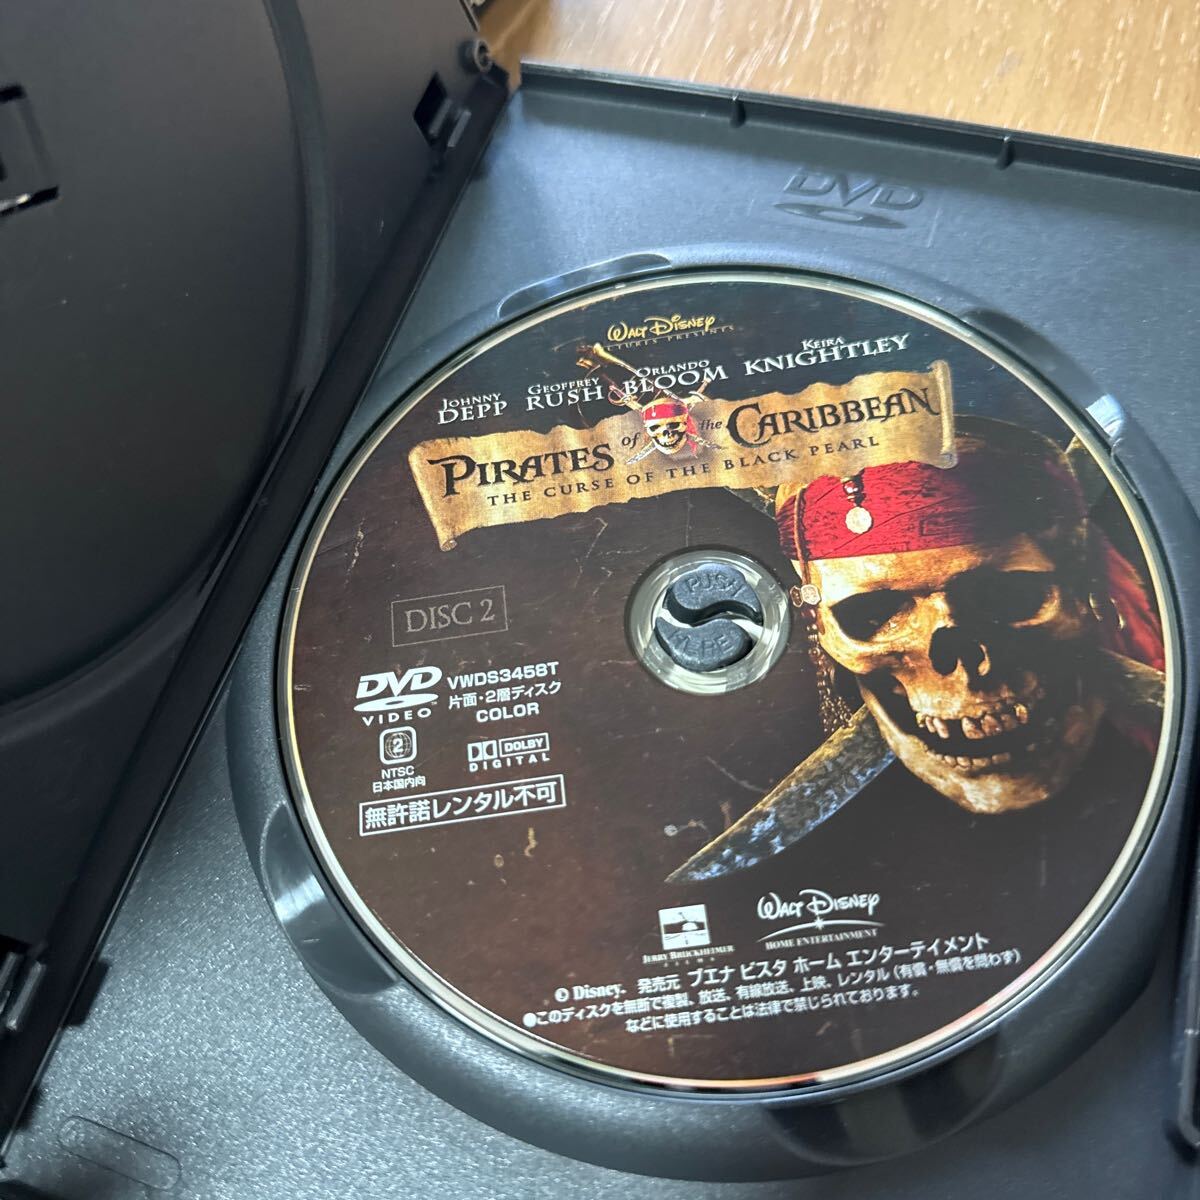 DVD
WALT DISNEY
PICTURES PRESENTS
JOHNNY DEPP
GEOFFREY RUSH
ORLANDO BLOOM
KEIRA KNIGHTLEY
PIRATES of the CARIBBEAN
THE CURSE OF THE BLACK PEARL
PUSH
HERE
DISC 2
DVD VIDEO
VWDS3458T
片面・2層ディスク
COLOR
2
NTSC
日本国内向
DOLBY
DIGITAL
無許諾レンタル不可
JERRY BRUCKHEIMER
FILMS
WALT DISNEY
HOME ENTERTAINMENT
© Disney. 発売元 ブエナ ビスタ ホーム エンターテイメント
●このディスクを無断で複製、放送、有線放送、上映、レンタル(有償・無償を問わず)
などに使用することは法律で禁じられております。